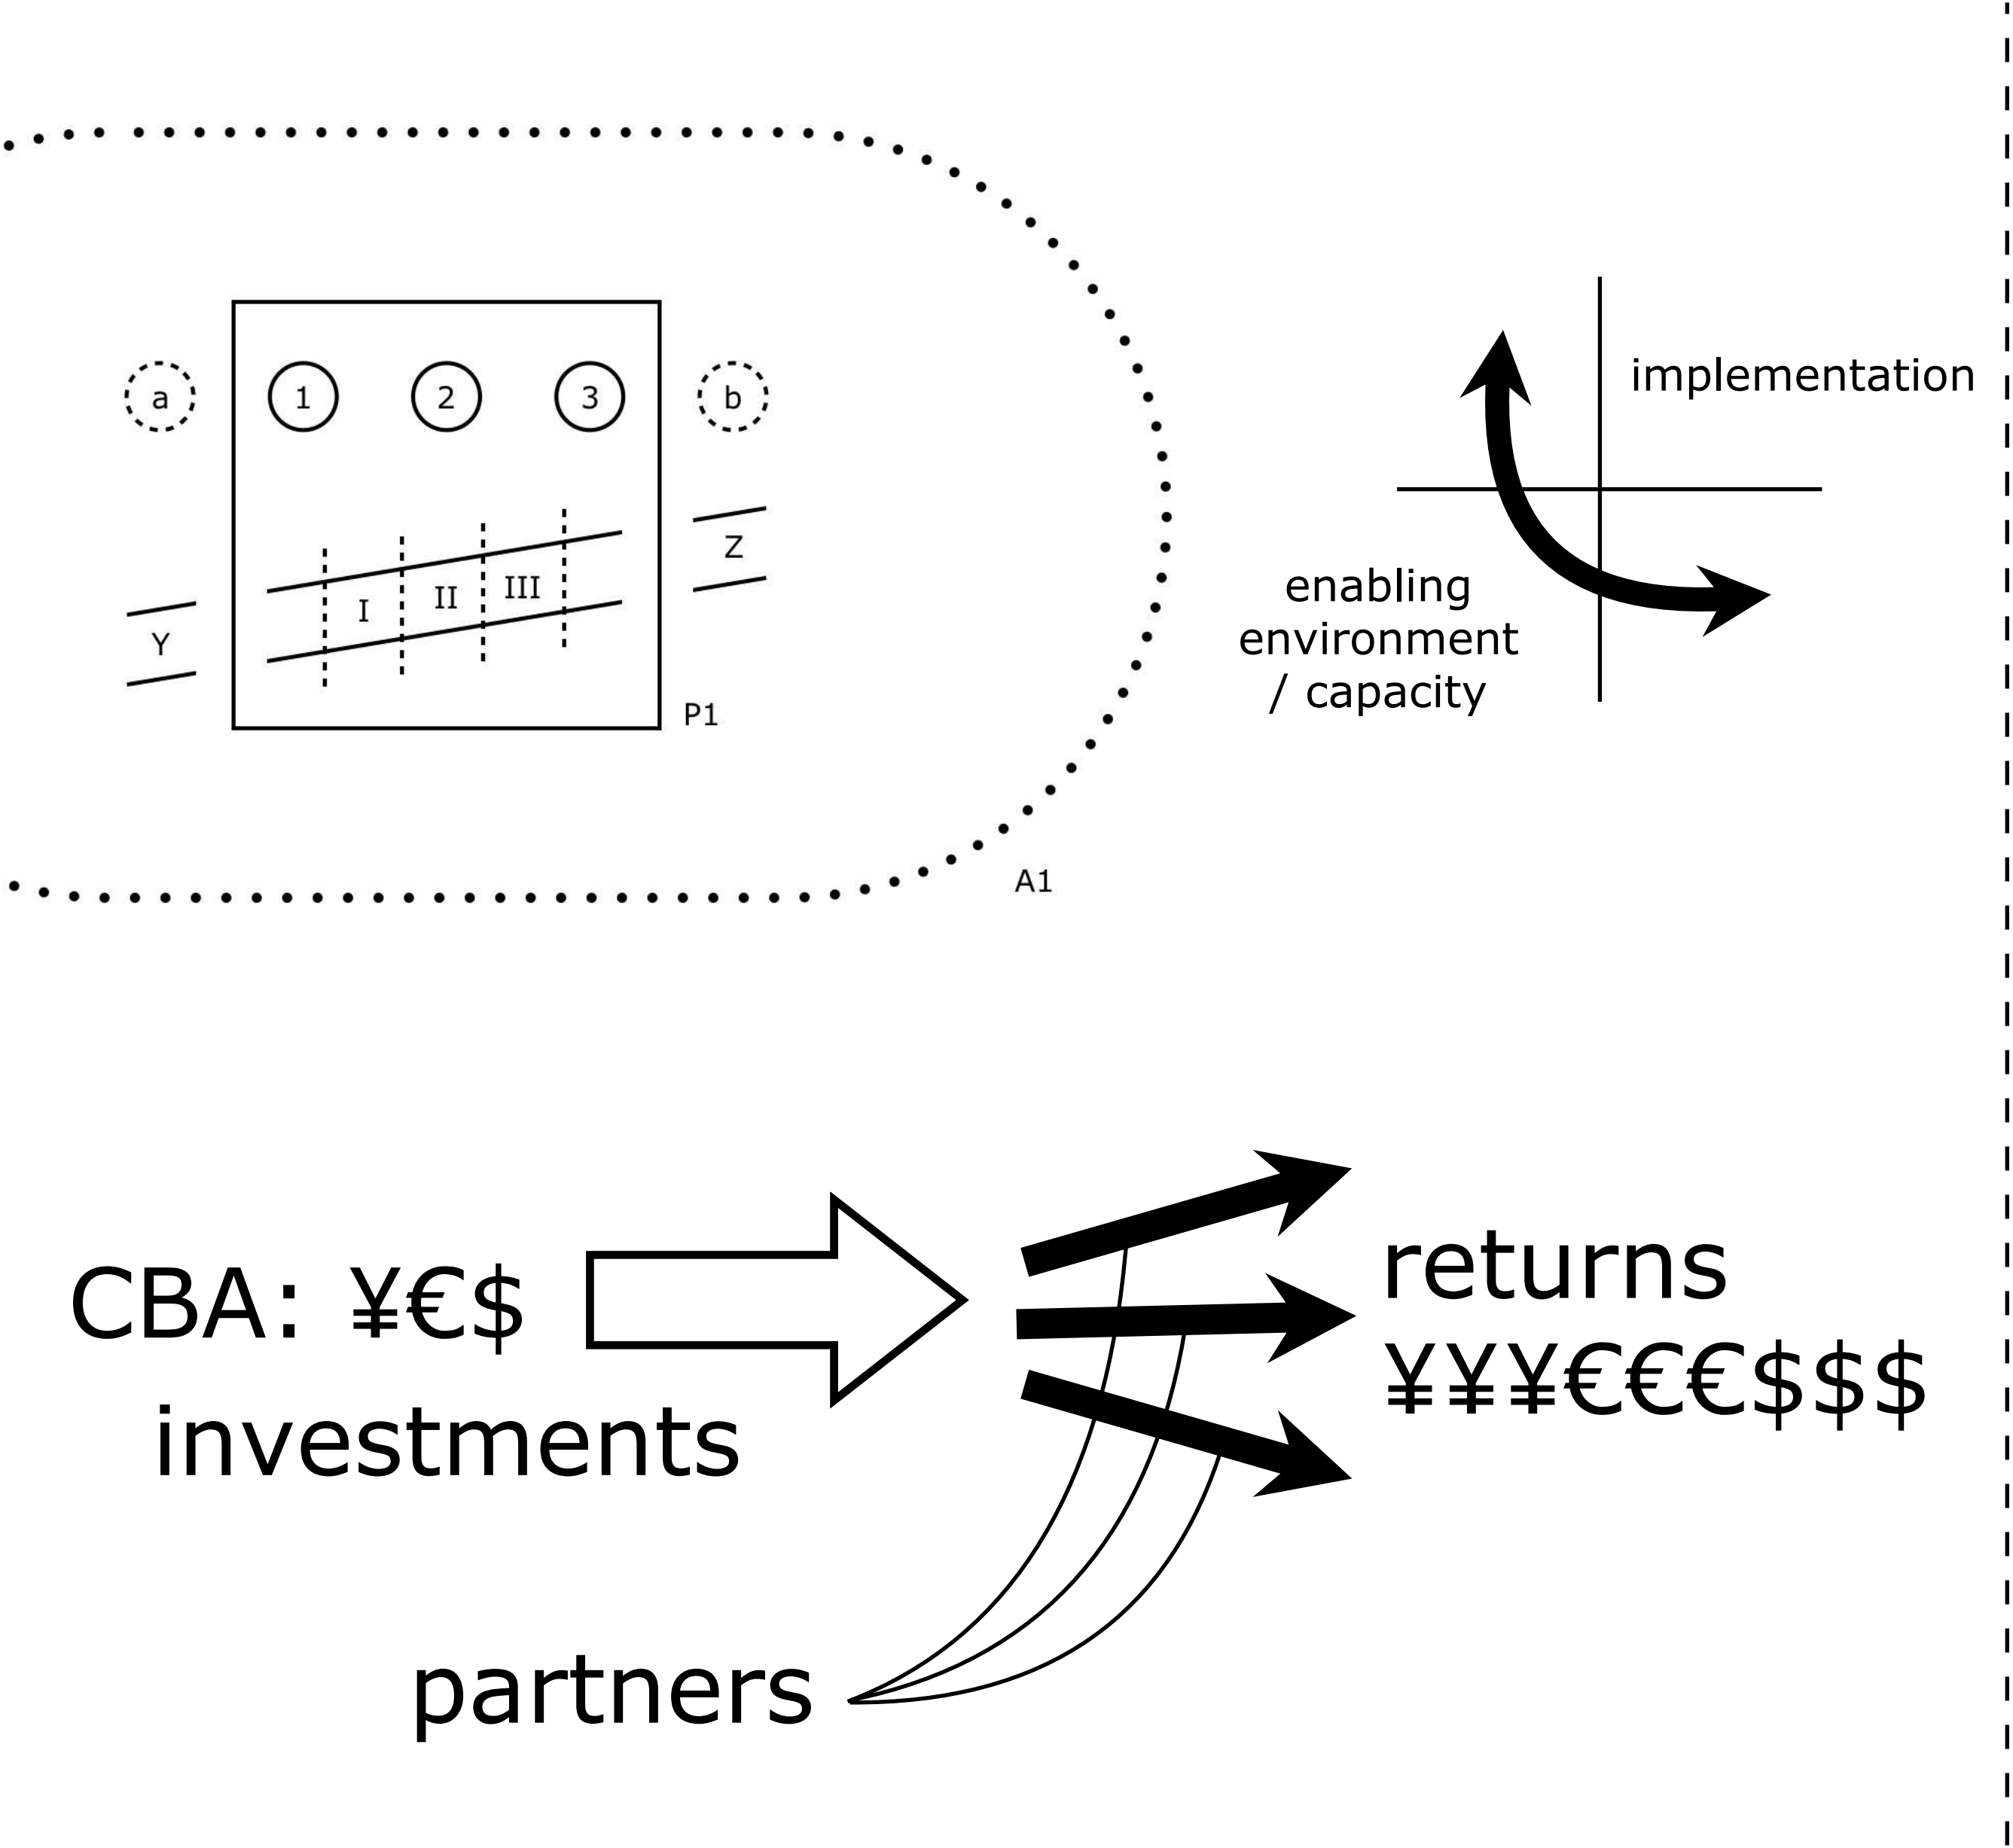 a 1 2 3 b
Y I II III Z
P1
A1
implementation
enabling
environment
/ capacity
CBA: ¥€$
investments
returns
¥¥¥€€€$$$
partners